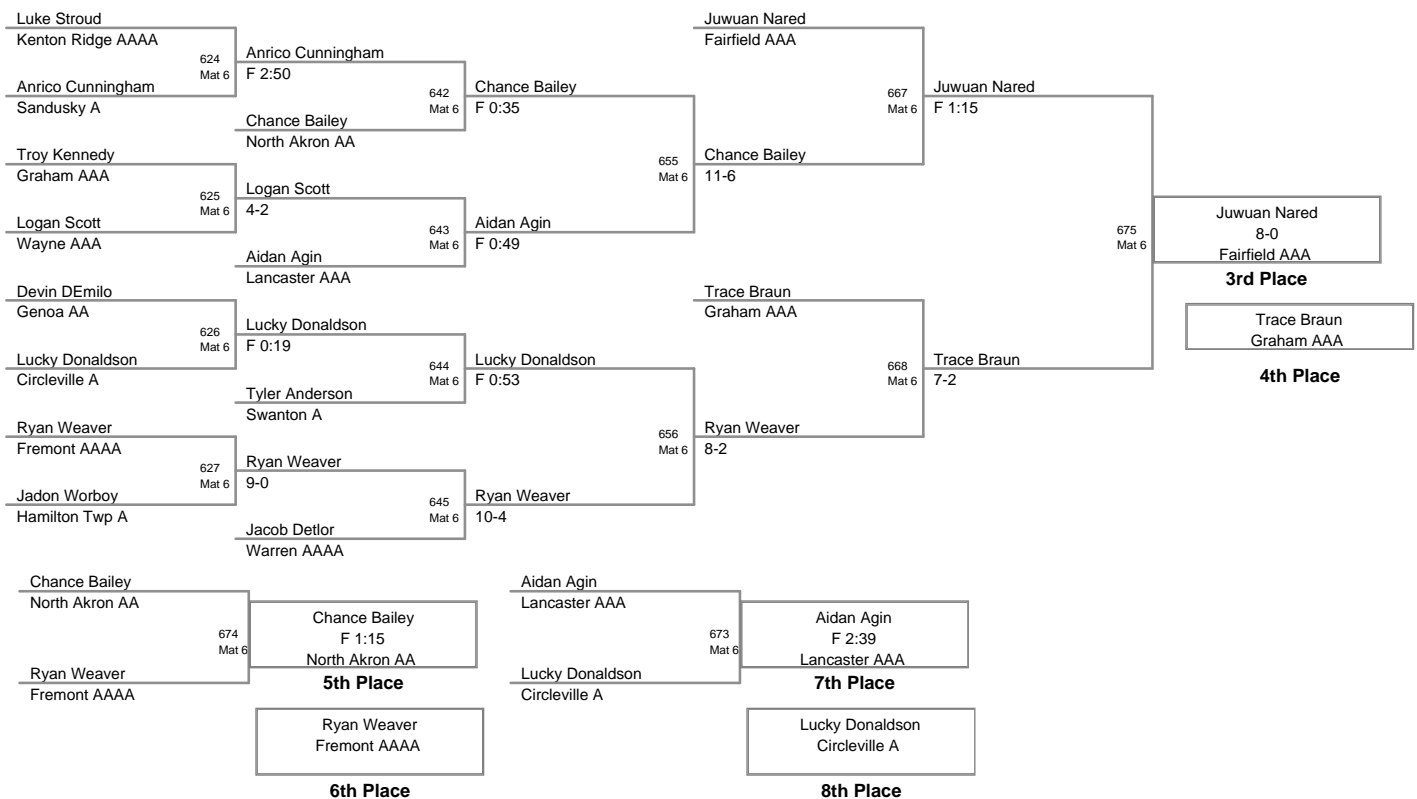 Luke Stroud
Kenton Ridge AAAA
624
Mat 6
Anrico Cunningham
F 2:50
Anrico Cunningham
Sandusky A
642
Mat 6
Chance Bailey
F 0:35
Chance Bailey
North Akron AA
Troy Kennedy
Graham AAA
625
Mat 6
Logan Scott
4-2
Logan Scott
Wayne AAA
643
Mat 6
Aidan Agin
F 0:49
Aidan Agin
Lancaster AAA
655
Mat 6
Chance Bailey
11-6
Devin DEmilo
Genoa AA
626
Mat 6
Lucky Donaldson
F 0:19
Lucky Donaldson
Circleville A
644
Mat 6
Lucky Donaldson
F 0:53
Tyler Anderson
Swanton A
Ryan Weaver
Fremont AAAA
627
Mat 6
Ryan Weaver
9-0
Jadon Worboy
Hamilton Twp A
645
Mat 6
Ryan Weaver
10-4
Jacob Detlor
Warren AAAA
656
Mat 6
Ryan Weaver
8-2
Juwuan Nared
Fairfield AAA
667
Mat 6
Juwuan Nared
F 1:15
Trace Braun
Graham AAA
668
Mat 6
Trace Braun
7-2
675
Mat 6
Juwuan Nared
8-0
Fairfield AAA
3rd Place
Trace Braun
Graham AAA
4th Place
Chance Bailey
North Akron AA
674
Mat 6
Ryan Weaver
Fremont AAAA
Chance Bailey
F 1:15
North Akron AA
5th Place
Ryan Weaver
Fremont AAAA
6th Place
Aidan Agin
Lancaster AAA
673
Mat 6
Lucky Donaldson
Circleville A
Aidan Agin
F 2:39
Lancaster AAA
7th Place
Lucky Donaldson
Circleville A
8th Place